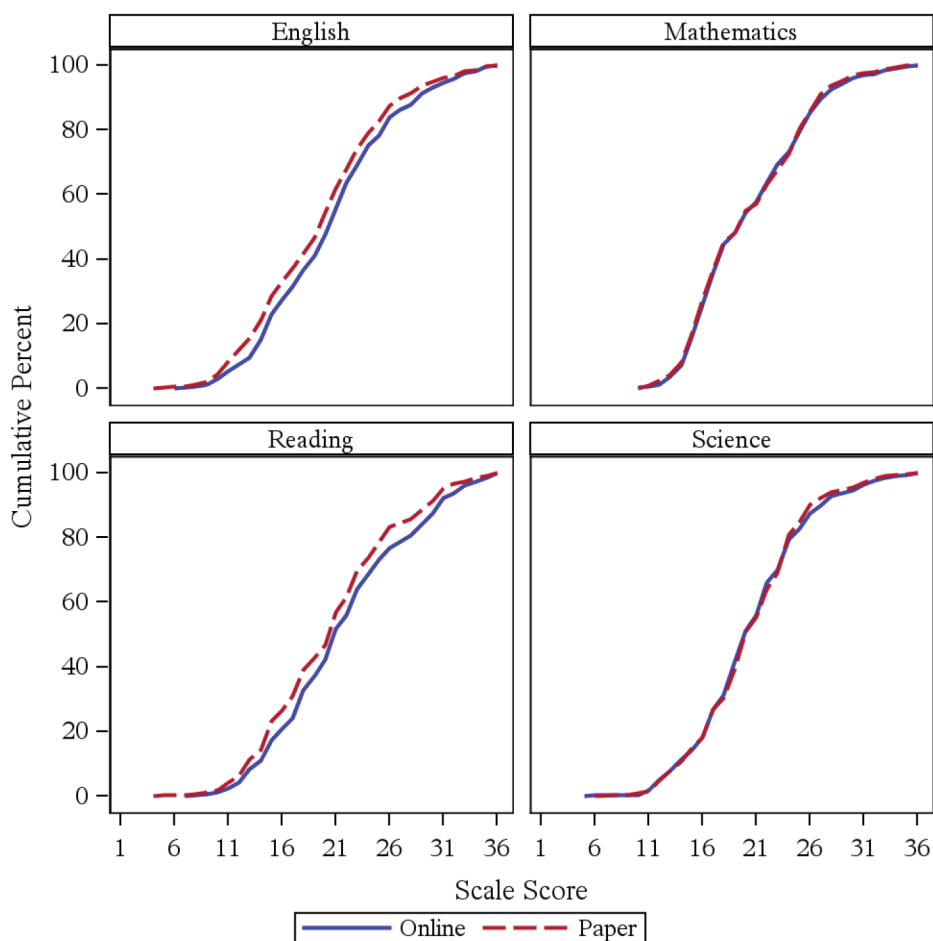 English
Mathematics
100
80
60
40
20
0
Reading
Science
100
80
60
40
20
0
Cumulative Percent
1 6 11 16 21 26 31 36
1 6 11 16 21 26 31 36
Scale Score
Online Paper